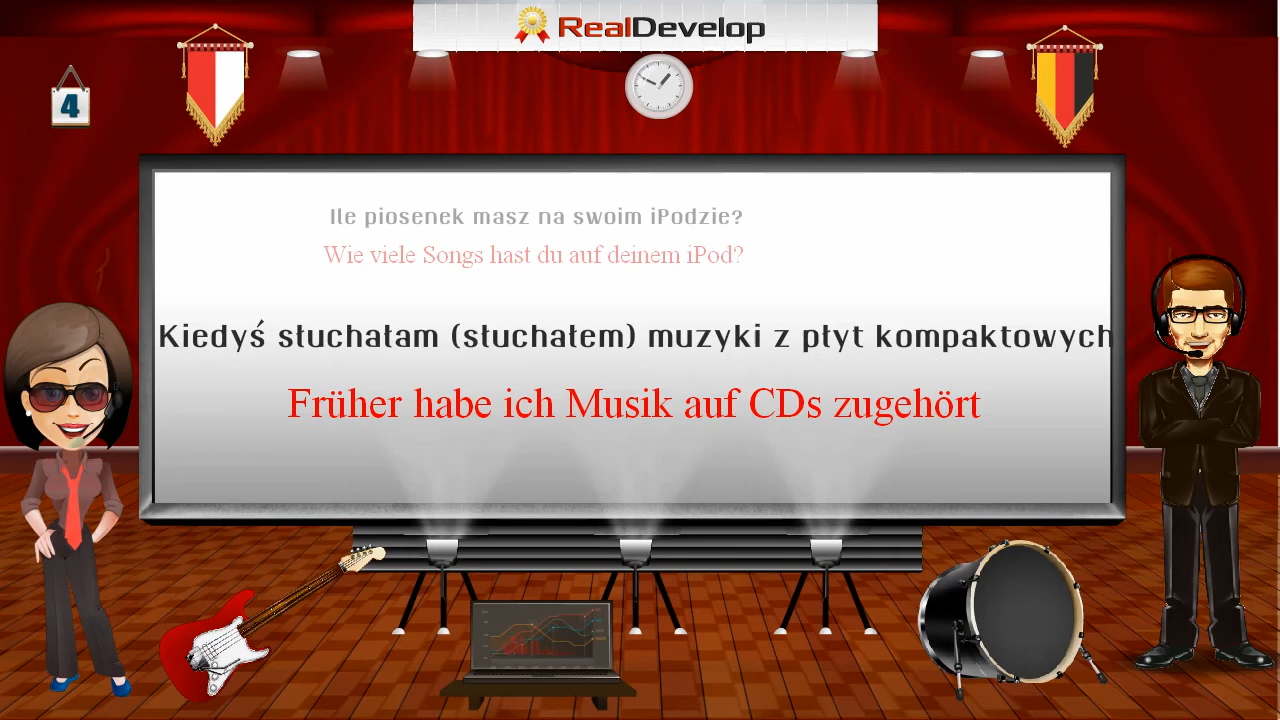 RealDevelop
4
Ile piosenek masz na swoim iPodzie?
Wie viele Songs hast du auf deinem iPod?
Kiedyś słuchałam (słuchałem) muzyki z płyt kompaktowych
Früher habe ich Musik auf CDs zugehört